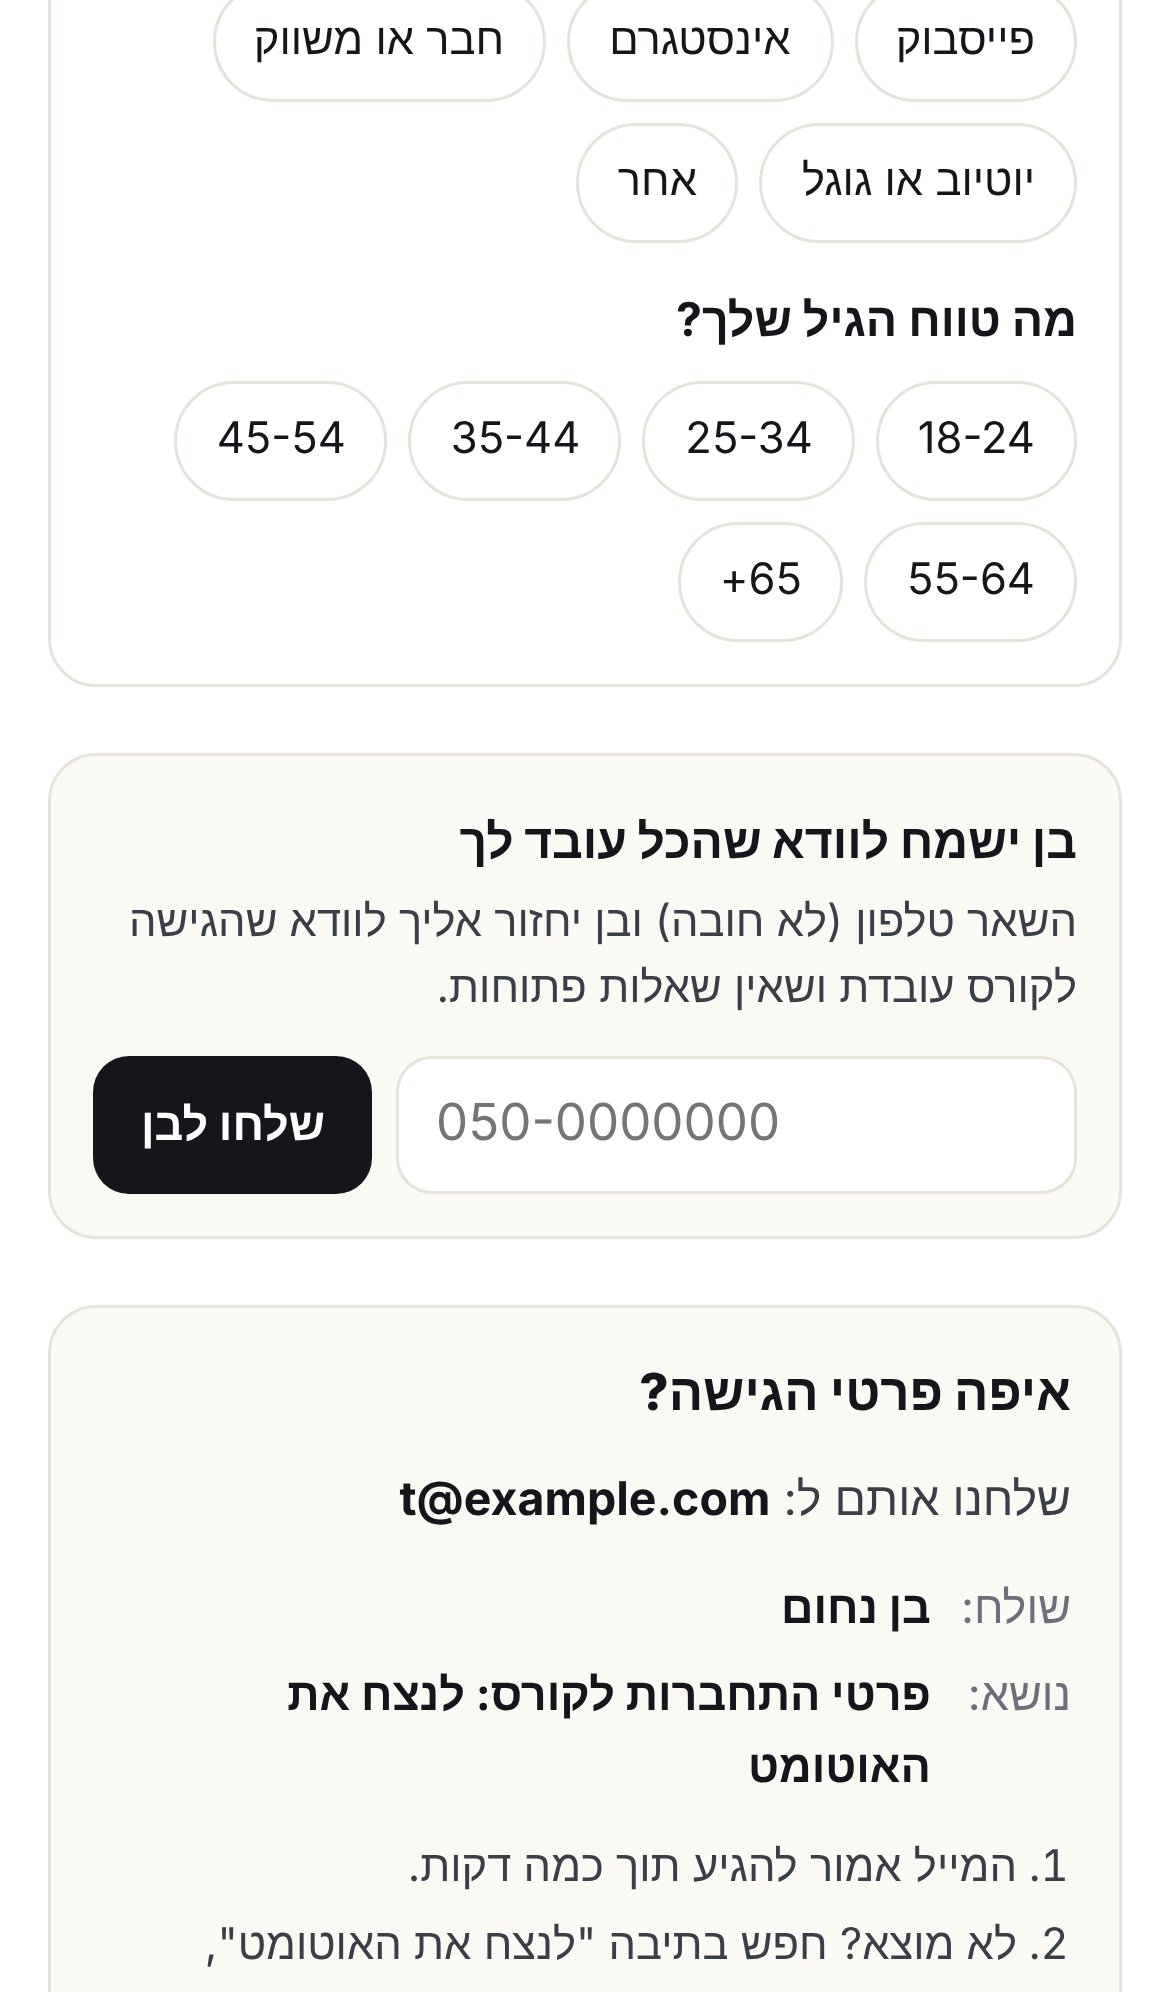 פייסבוק
אינסטגרם
חבר או משווק
יוטיוב או גוגל
אחר
מה טווח הגיל שלך?
18-24
25-34
35-44
45-54
55-64
65+
בן ישמח לוודא שהכל עובד לך
השאר טלפון (לא חובה) ובן יחזור אליך לוודא שהגישה
לקורס עובדת ושאין שאלות פתוחות.
050-0000000
שלחו לבן
איפה פרטי הגישה?
שלחנו אותם ל: t@example.com
שולח: בן נחום
נושא: פרטי התחברות לקורס: לנצח את
האוטומט
1. המייל אמור להגיע תוך כמה דקות.
2. לא מוצא? חפש בתיבה "לנצח את האוטומט",